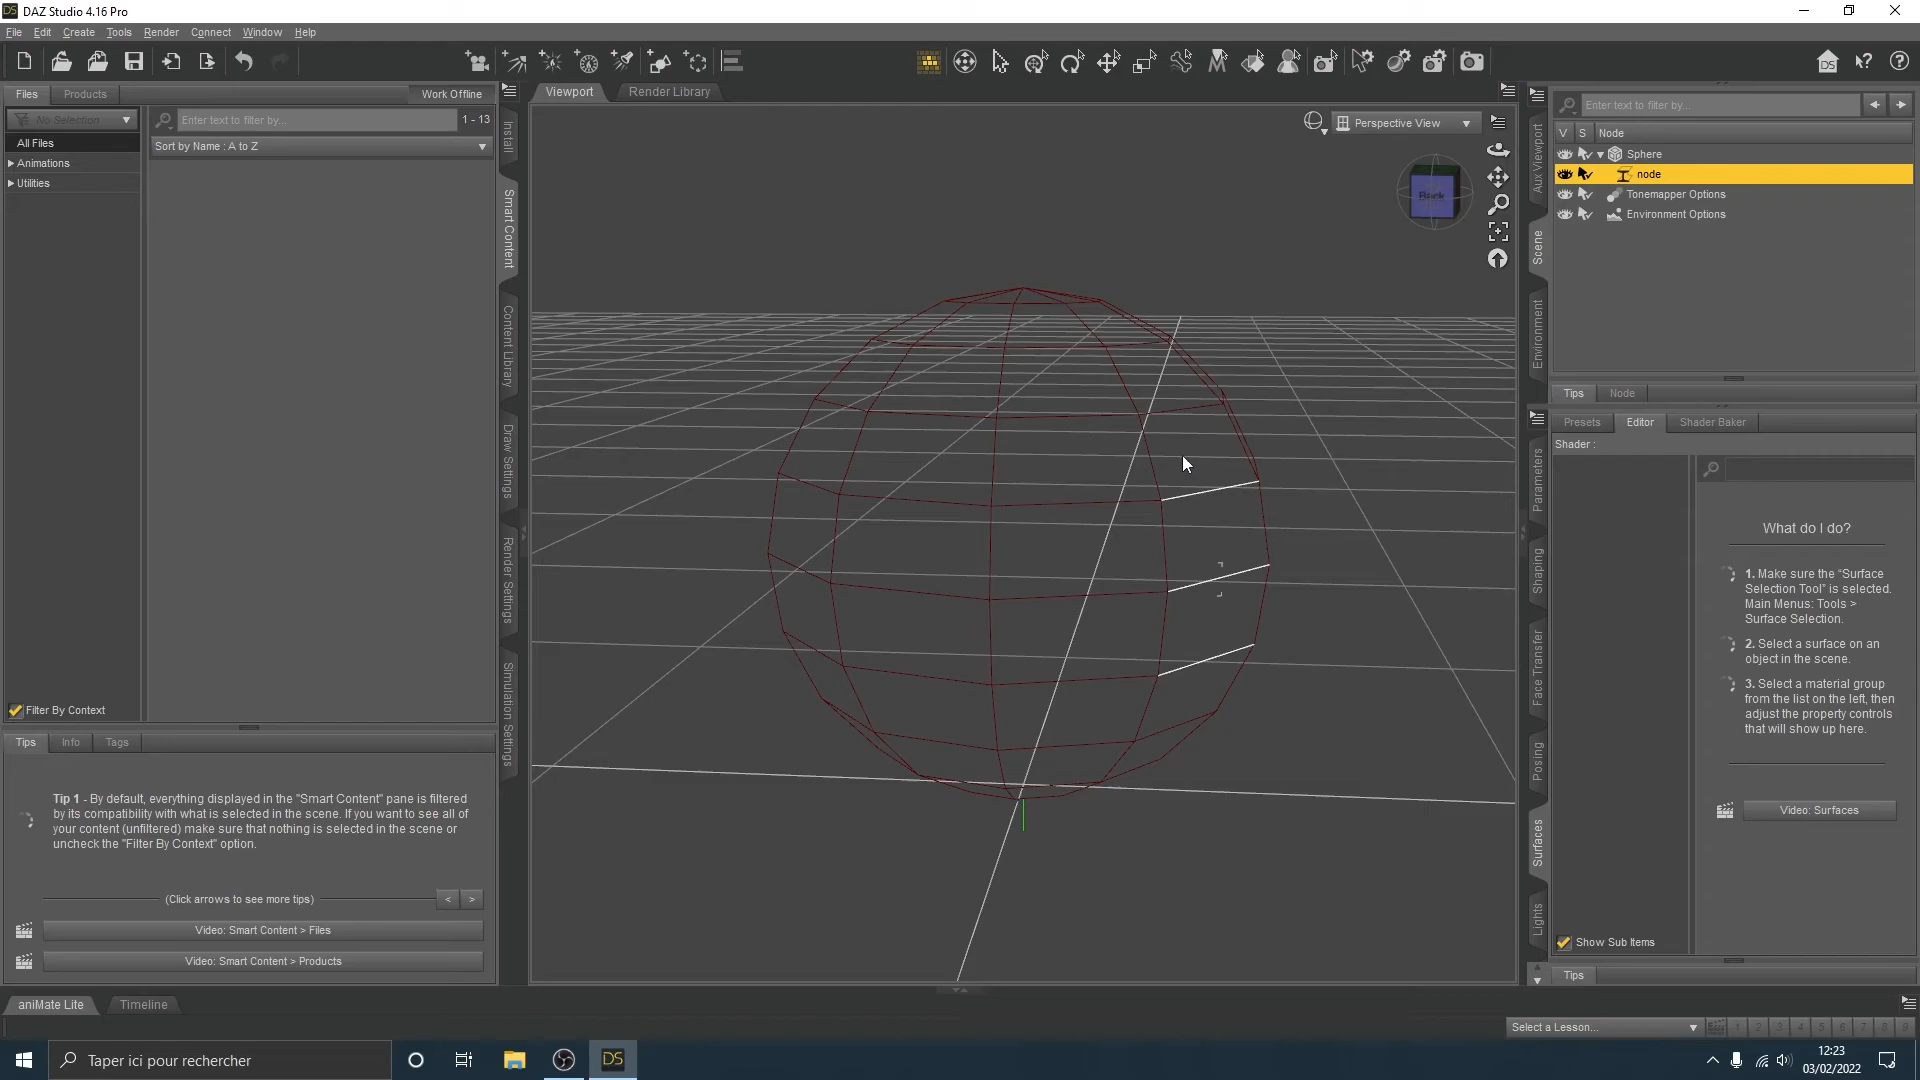 DAZ Studio 4.16 Pro
File Edit Create Tools Render Connect Window Help
Files Products Work Offline
No Selection
Enter text to filter by...
1 - 13
All Files
Sort by Name : A to Z
Animations
Utilities
Filter By Context
Tips Info Tags
Tip 1 - By default, everything displayed in the "Smart Content" pane is filtered
by its compatibility with what is selected in the scene. If you want to see all of
your content (unfiltered) make sure that nothing is selected in the scene or
uncheck the "Filter By Context" option.
(Click arrows to see more tips)
< >
Video: Smart Content > Files
Video: Smart Content > Products
Install
Smart Content
Content Library
Draw Settings
Render Settings
Simulation Settings
Viewport Render Library
Perspective View
Back
Aux Viewport
Scene
Environment
Enter text to filter by...
V S Node
Sphere
node
Tonemapper Options
Environment Options
Tips Node
Parameters
Shaping
Face Transfer
Posing
Surfaces
Lights
Presets Editor Shader Baker
Shader :
What do I do?
1. Make sure the “Surface
Selection Tool” is selected.
Main Menus: Tools >
Surface Selection.
2. Select a surface on an
object in the scene.
3. Select a material group
from the list on the left, then
adjust the property controls
that will show up here.
Video: Surfaces
Show Sub Items
Tips
aniMate Lite Timeline
Select a Lesson...
1 2 3 4 5 6 7 8 9
Taper ici pour rechercher
DS
12:23
03/02/2022